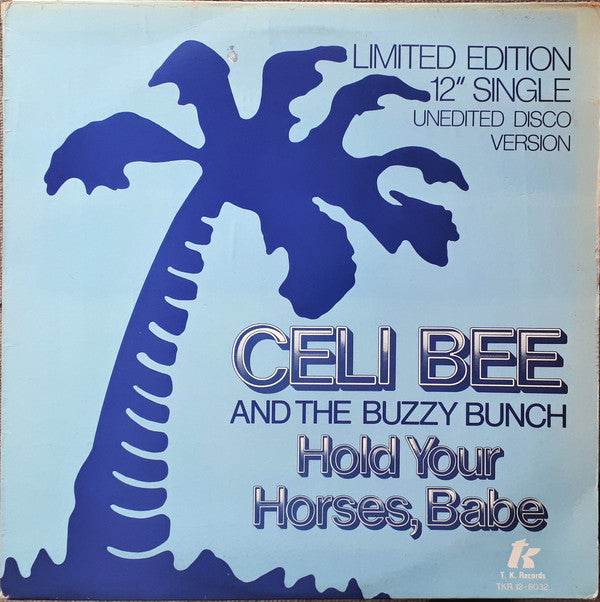 LIMITED EDITION
12" SINGLE
UNEDITED DISCO
VERSION
CELI BEE
AND THE BUZZY BUNCH
Hold Your
Horses, Babe
tk
T. K. Records
TKR 12-8032